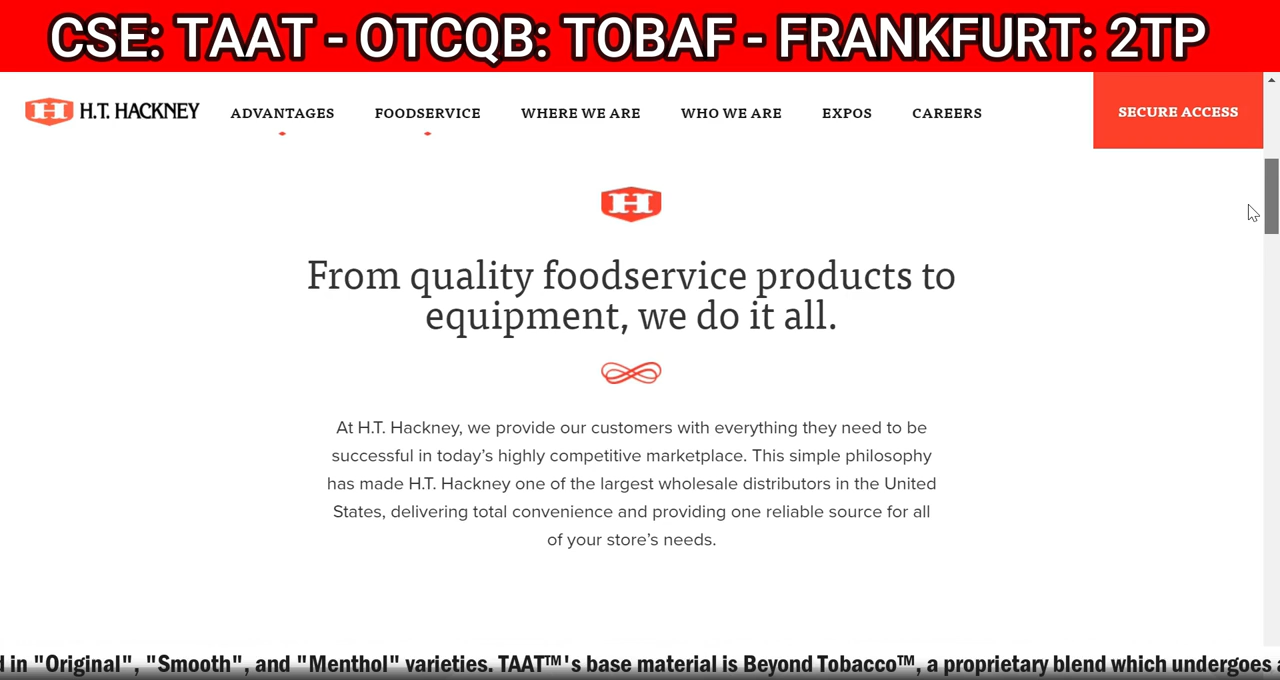 CSE: TAAT - OTCQB: TOBAF - FRANKFURT: 2TP
H H.T. HACKNEY ADVANTAGES FOODSERVICE WHERE WE ARE WHO WE ARE EXPOS CAREERS SECURE ACCESS
H
From quality foodservice products to
equipment, we do it all.
At H.T. Hackney, we provide our customers with everything they need to be
successful in today's highly competitive marketplace. This simple philosophy
has made H.T. Hackney one of the largest wholesale distributors in the United
States, delivering total convenience and providing one reliable source for all
of your store's needs.
d in "Original", "Smooth", and "Menthol" varieties. TAAT™'s base material is Beyond Tobacco™, a proprietary blend which undergoes a